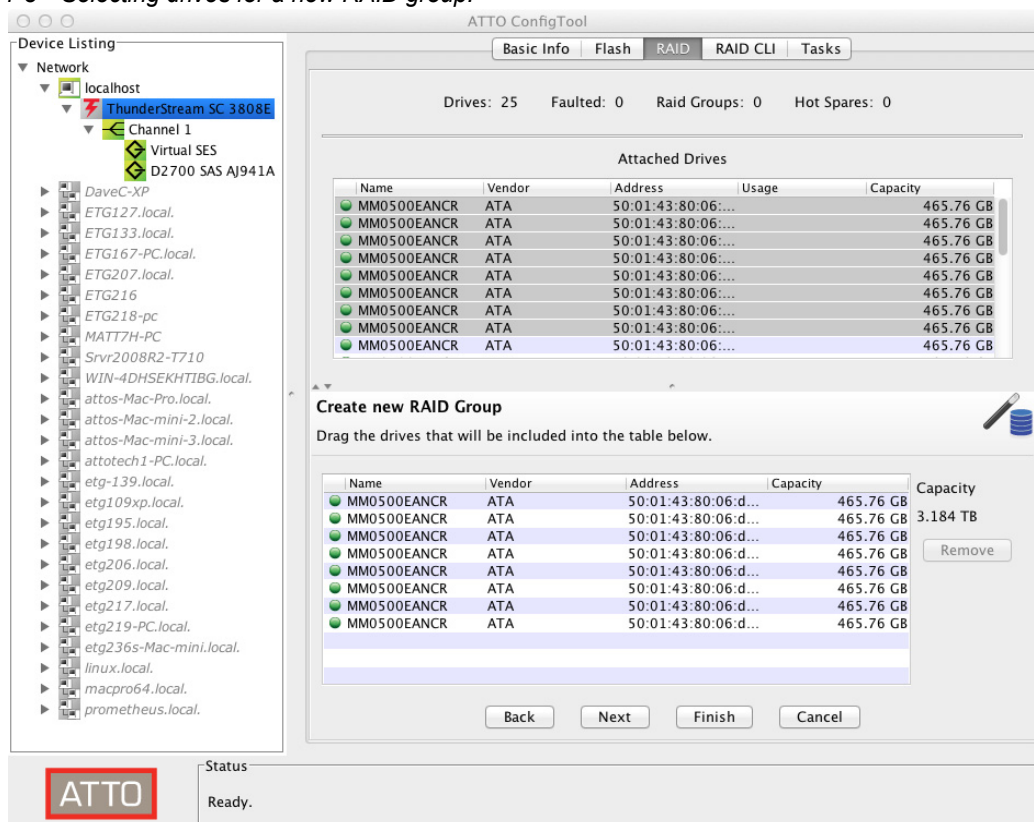 Selecting drives for a new RAID group.
ATTO ConfigTool
Device Listing
Network
localhost
ThunderStream SC 3808E
Channel 1
Virtual SES
D2700 SAS AJ941A
DaveC-XP
ETG127.local.
ETG133.local.
ETG167-PC.local.
ETG207.local.
ETG216
ETG218-pc
MATT7H-PC
Srvr2008R2-T710
WIN-4DHSEKHTIBG.local.
attos-Mac-Pro.local.
attos-Mac-mini-2.local.
attos-Mac-mini-3.local.
attotech1-PC.local.
etg-139.local.
etg109xp.local.
etg195.local.
etg198.local.
etg206.local.
etg209.local.
etg217.local.
etg219-PC.local.
etg236s-Mac-mini.local.
linux.local.
macpro64.local.
prometheus.local.
Basic Info Flash RAID RAID CLI Tasks
Drives: 25 Faulted: 0 Raid Groups: 0 Hot Spares: 0
Attached Drives
Name Vendor Address Usage Capacity
MM0500EANCR ATA 50:01:43:80:06:... 465.76 GB
MM0500EANCR ATA 50:01:43:80:06:... 465.76 GB
MM0500EANCR ATA 50:01:43:80:06:... 465.76 GB
MM0500EANCR ATA 50:01:43:80:06:... 465.76 GB
MM0500EANCR ATA 50:01:43:80:06:... 465.76 GB
MM0500EANCR ATA 50:01:43:80:06:... 465.76 GB
MM0500EANCR ATA 50:01:43:80:06:... 465.76 GB
MM0500EANCR ATA 50:01:43:80:06:... 465.76 GB
MM0500EANCR ATA 50:01:43:80:06:... 465.76 GB
Create new RAID Group
Drag the drives that will be included into the table below.
Name Vendor Address Capacity
MM0500EANCR ATA 50:01:43:80:06:d... 465.76 GB
MM0500EANCR ATA 50:01:43:80:06:d... 465.76 GB
MM0500EANCR ATA 50:01:43:80:06:d... 465.76 GB
MM0500EANCR ATA 50:01:43:80:06:d... 465.76 GB
MM0500EANCR ATA 50:01:43:80:06:d... 465.76 GB
MM0500EANCR ATA 50:01:43:80:06:d... 465.76 GB
MM0500EANCR ATA 50:01:43:80:06:d... 465.76 GB
MM0500EANCR ATA 50:01:43:80:06:d... 465.76 GB
Capacity
3.184 TB
Remove
Back Next Finish Cancel
ATTO
Status
Ready.